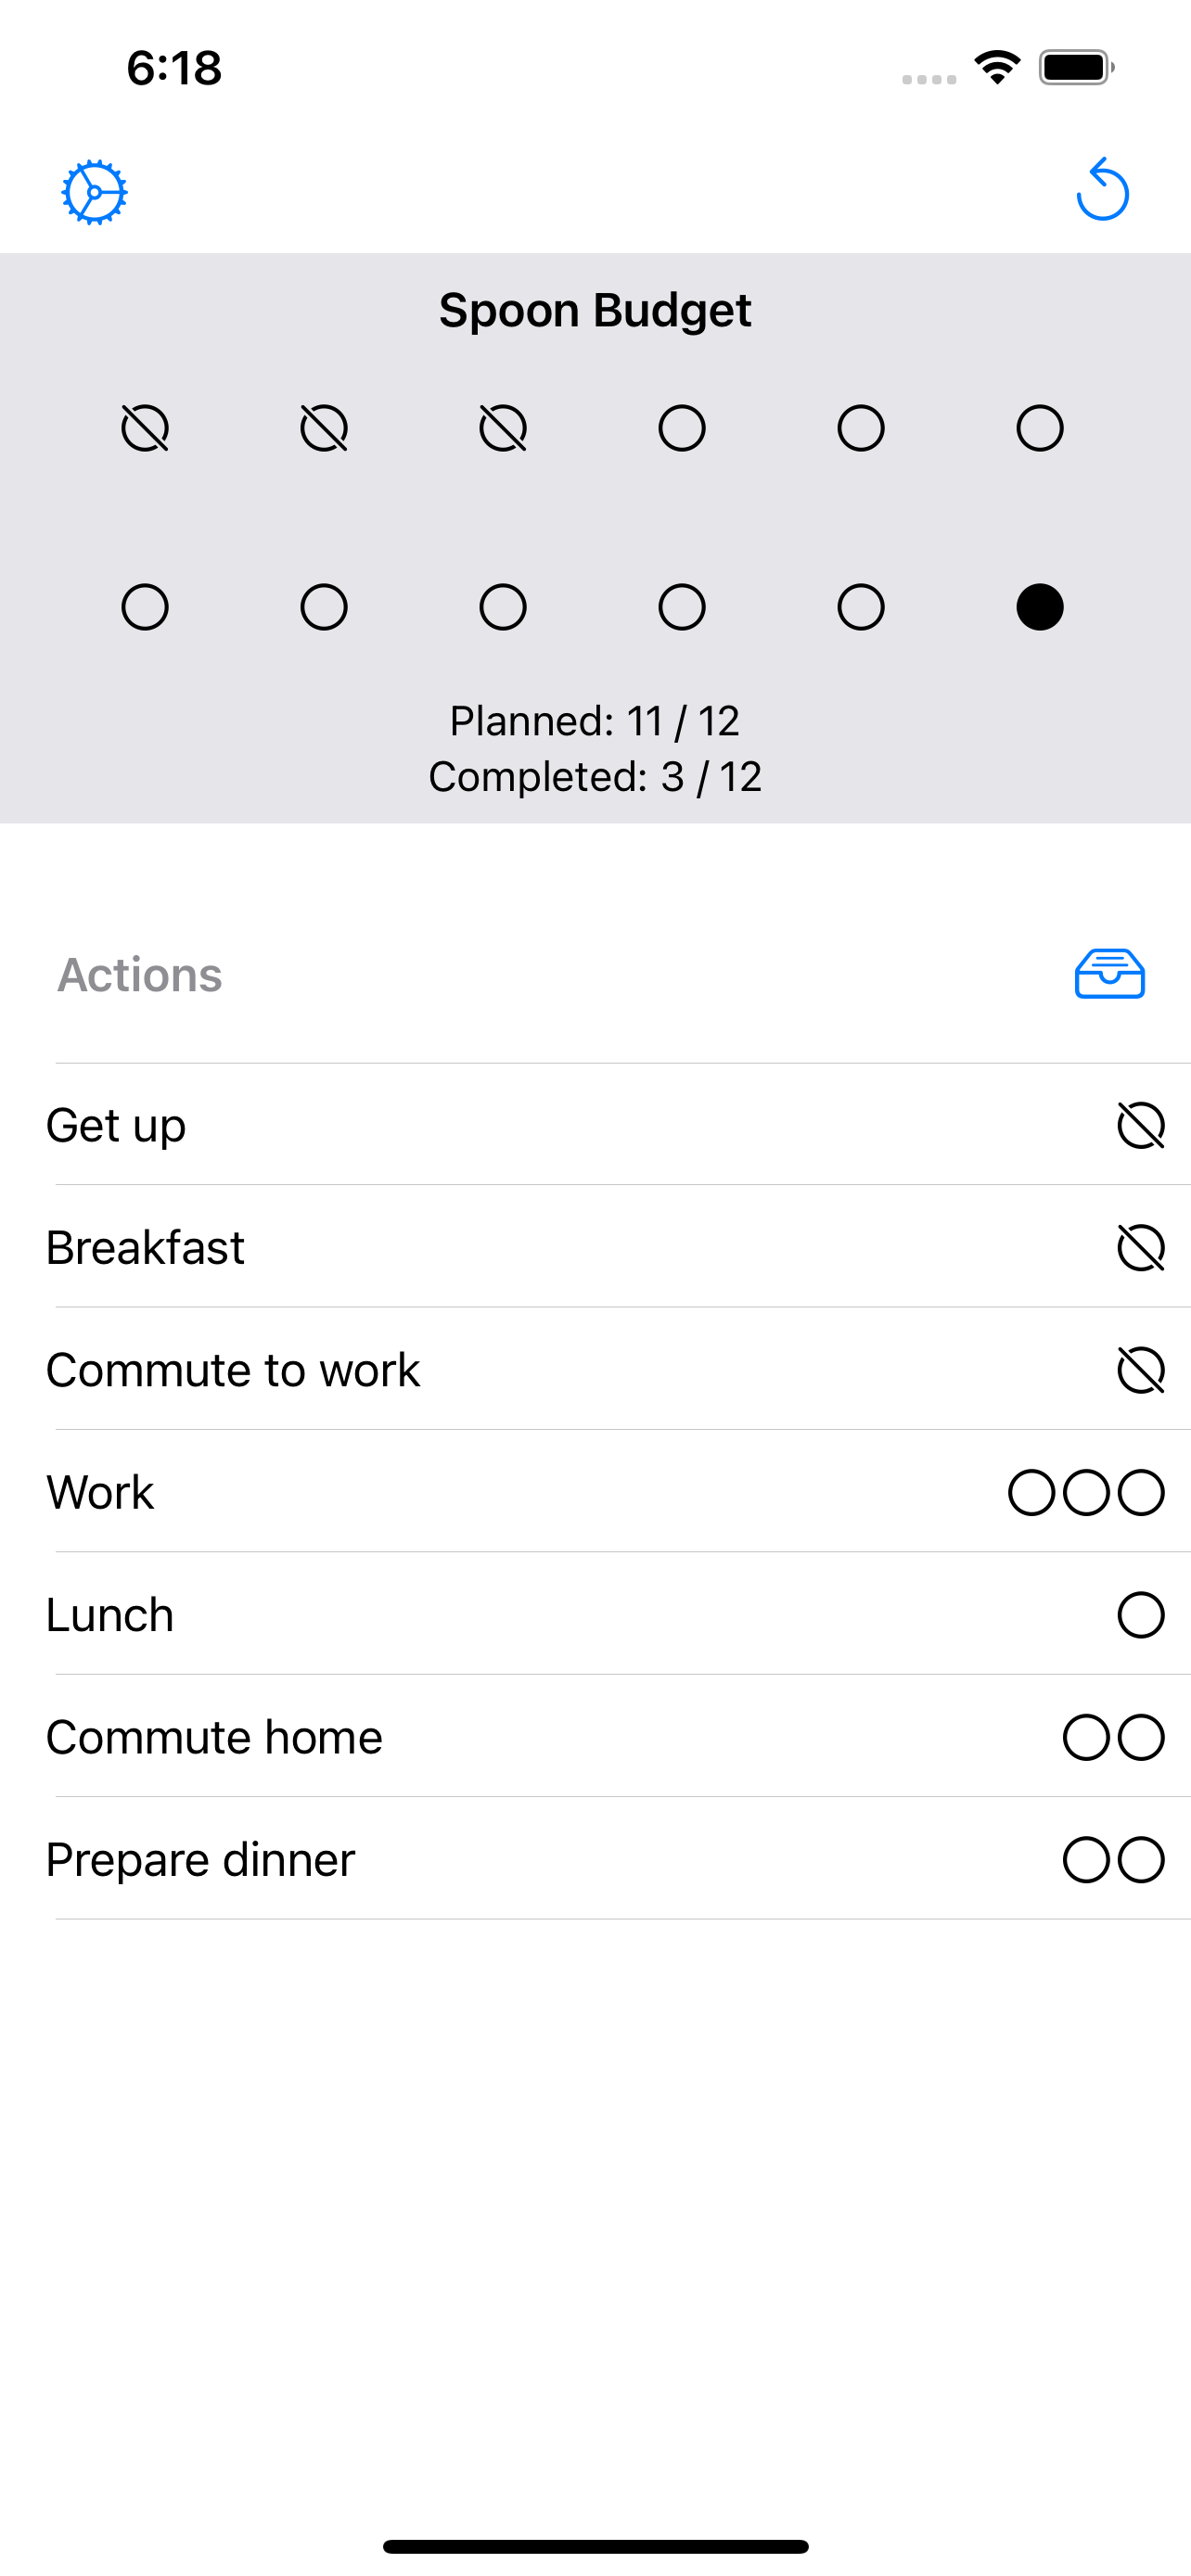 6:18
Spoon Budget
Planned: 11 / 12
Completed: 3 / 12
Actions
Get up
Breakfast
Commute to work
Work
Lunch
Commute home
Prepare dinner